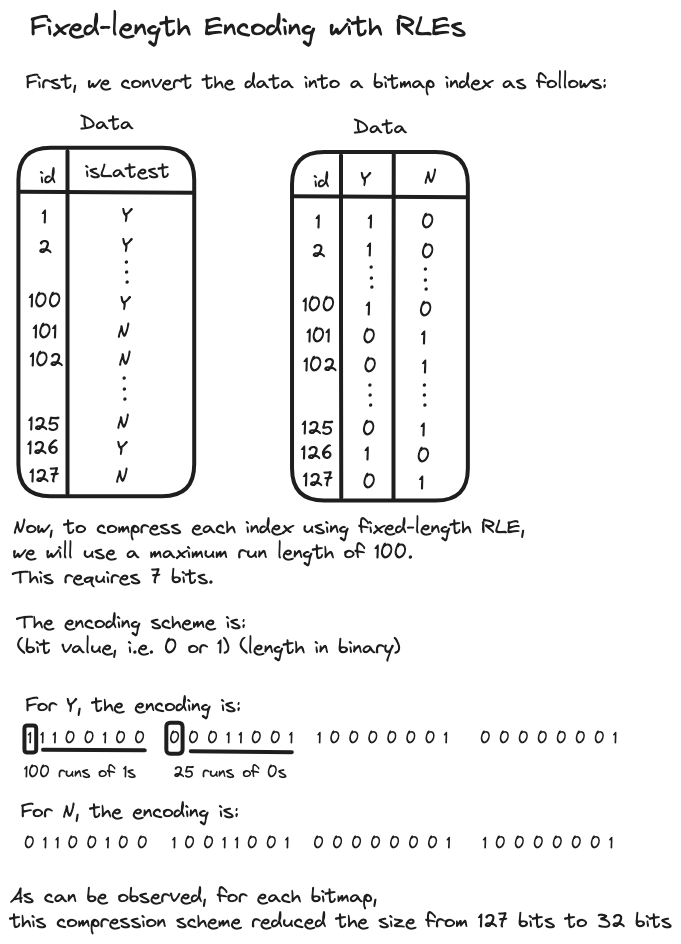 Fixed-length Encoding with RLEs
First, we convert the data into a bitmap index as follows:
Data
id isLatest
1 Y
2 Y
⋮
100 Y
101 N
102 N
⋮
125 N
126 Y
127 N
Data
id Y N
1 1 0
2 1 0
⋮ ⋮
100 1 0
101 0 1
102 0 1
⋮ ⋮
125 0 1
126 1 0
127 0 1
Now, to compress each index using fixed-length RLE,
we will use a maximum run length of 100.
This requires 7 bits.
The encoding scheme is:
(bit value, i.e. 0 or 1) (length in binary)
For Y, the encoding is:
1 1 1 0 0 1 0 0 0 0 0 1 1 0 0 1 1 0 0 0 0 0 0 1 0 0 0 0 0 0 0 1
100 runs of 1s 25 runs of 0s
For N, the encoding is:
0 1 1 0 0 1 0 0 1 0 0 1 1 0 0 1 0 0 0 0 0 0 0 1 1 0 0 0 0 0 0 1
As can be observed, for each bitmap,
this compression scheme reduced the size from 127 bits to 32 bits